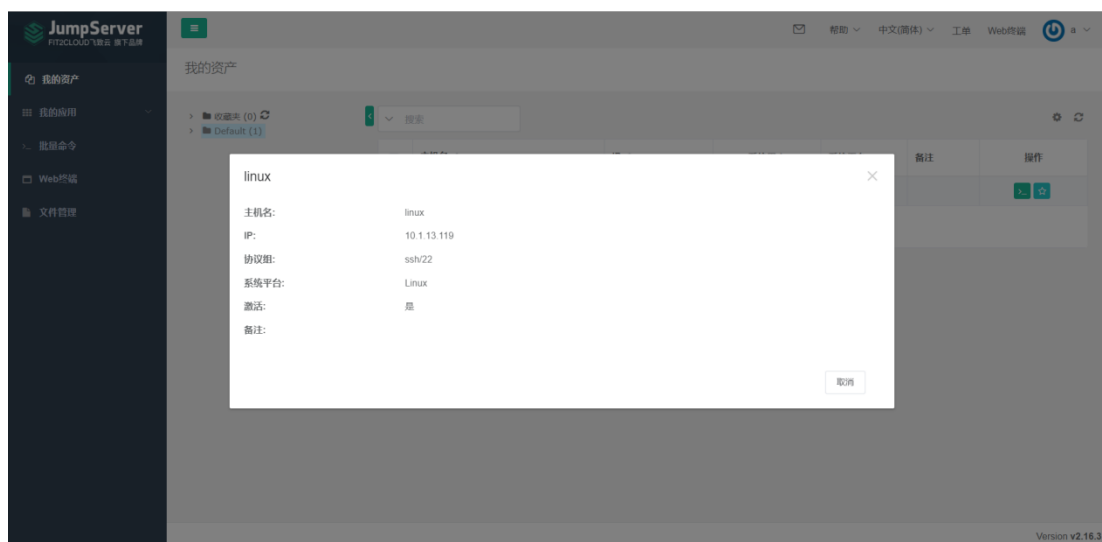 JumpServer
FIT2CLOUD飞致云 旗下品牌
帮助 中文(简体) 工单 Web终端 a
我的资产
我的资产
我的应用
批量命令
Web终端
文件管理
收藏夹 (0)
Default (1)
搜索
备注 操作
linux
主机名: linux
IP: 10.1.13.119
协议组: ssh/22
系统平台: Linux
激活: 是
备注:
取消
Version v2.16.3